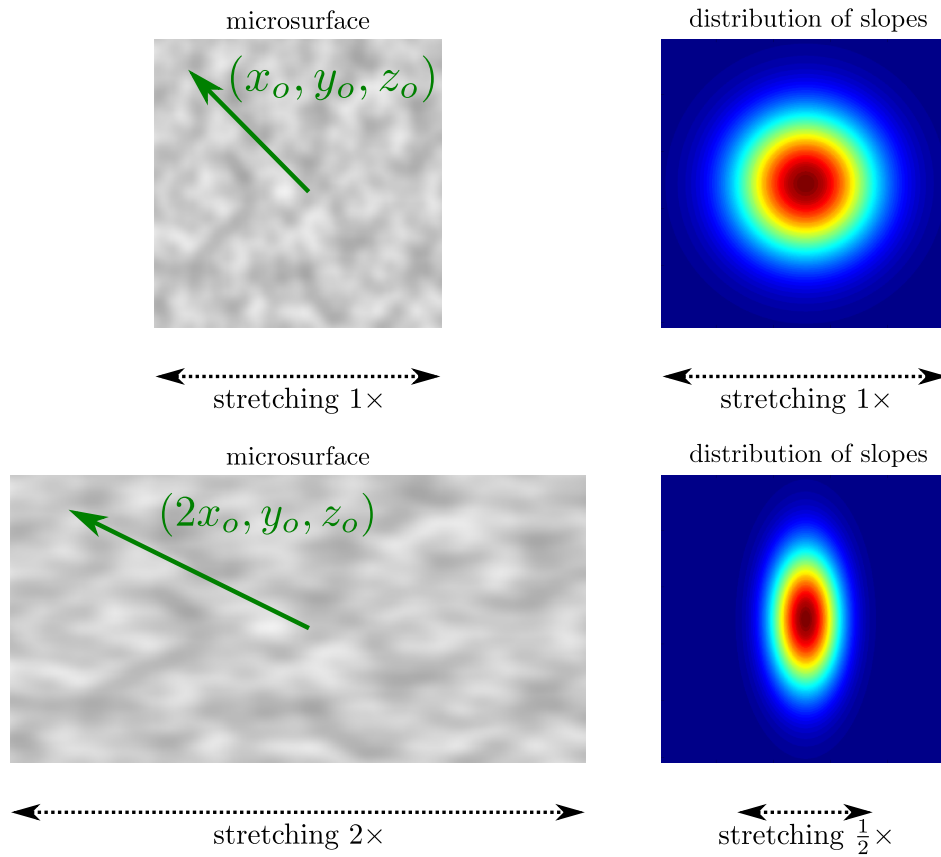 microsurface
distribution of slopes
(x_o, y_o, z_o)
stretching 1×
stretching 1×
microsurface
distribution of slopes
(2x_o, y_o, z_o)
stretching 2×
stretching ½×